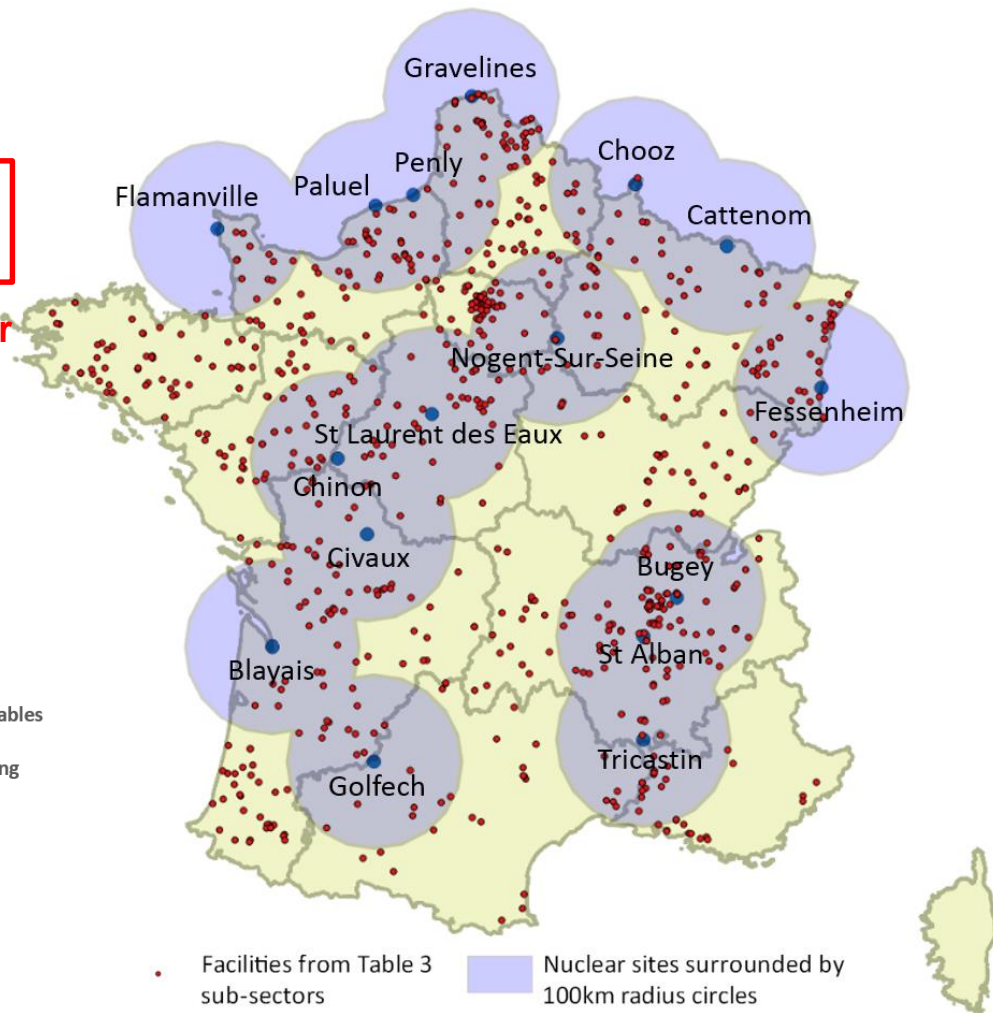 Gravelines
Chooz
Penly
Paluel
Flamanville
Cattenom
r
Nogent-Sur-Seine
Fessenheim
St Laurent des Eaux
Chinon
Civaux
Bugey
St Alban
Blayais
ables
Tricastin
ng
Golfech
Facilities from Table 3
sub-sectors
Nuclear sites surrounded by
100km radius circles